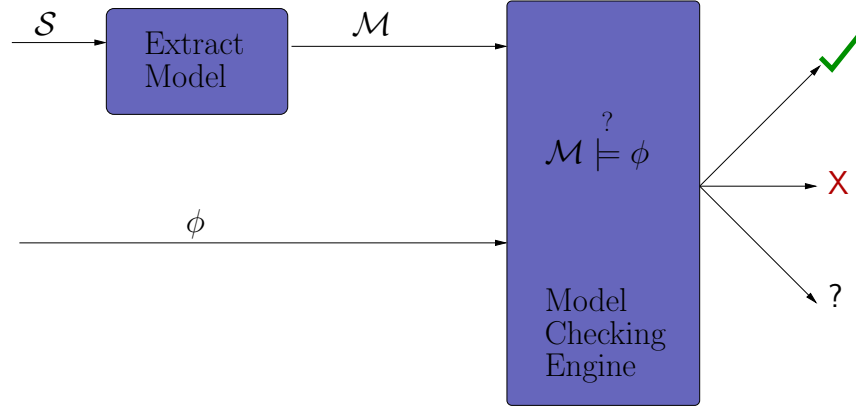 𝒮
Extract
Model
ℳ
?
ℳ ⊨ ϕ
ϕ
Model
Checking
Engine
✓
X
?